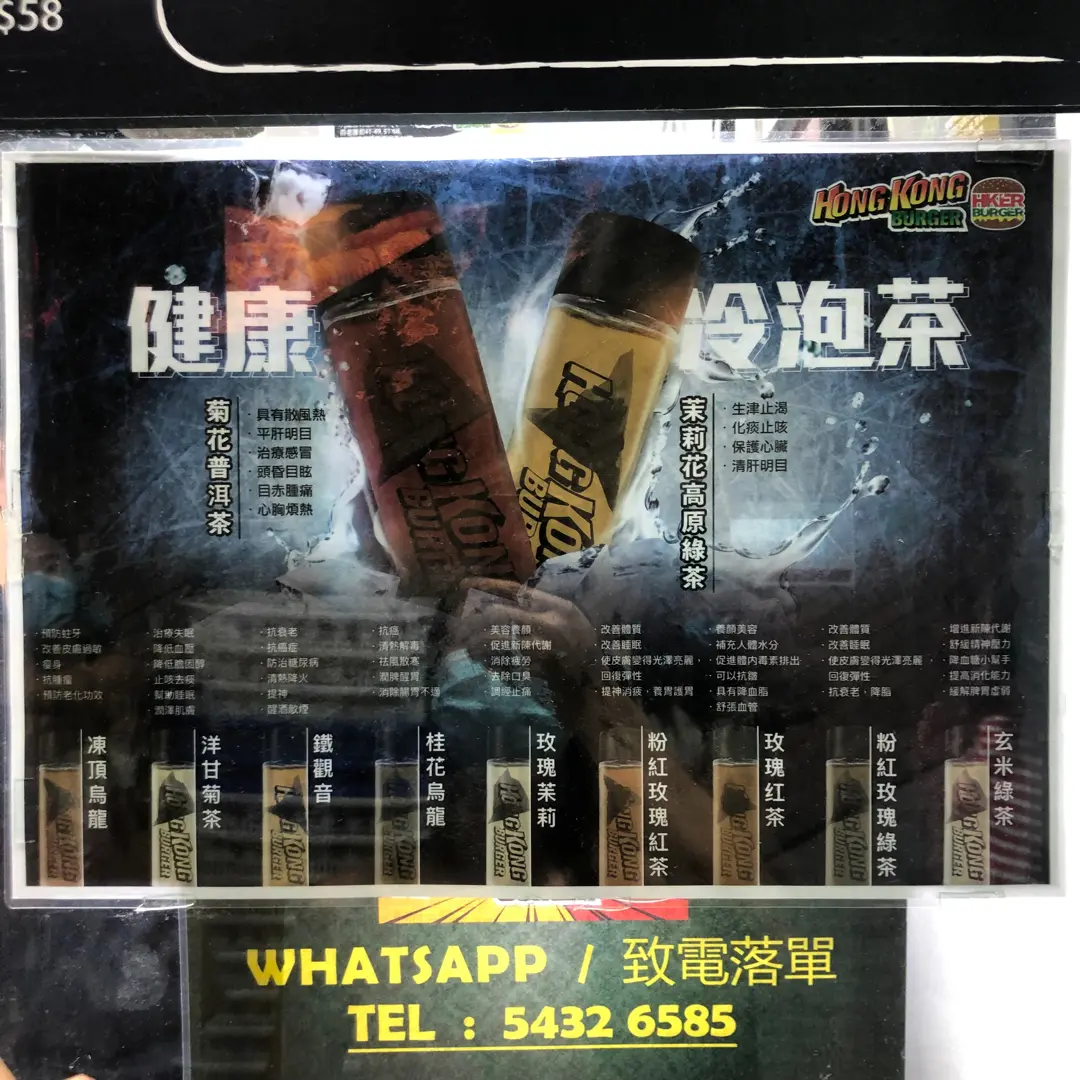 $58
HONG KONG
BURGER
HIKER
BURGER
健康
冷泡茶
菊花普洱茶
· 具有散風熱
· 平肝明目
· 治療感冒
· 頭昏目眩
· 目赤腫痛
· 心胸煩熱
茉莉花高原綠茶
· 生津止渴
· 化痰止咳
· 保護心臟
· 清肝明目
HONG KONG
BURGER
HONG KONG
BURGER
· 預防蛀牙
· 改善皮膚過敏
· 瘦身
· 抗腫瘤
· 預防老化功效
凍頂烏龍
· 治療失眠
· 降低血壓
· 降低膽固醇
· 止咳去痰
· 幫助睡眠
· 潤澤肌膚
洋甘菊茶
· 抗衰老
· 抗癌症
· 防治糖尿病
· 清熱降火
· 提神
· 醒酒敵煙
鐵觀音
· 抗癌
· 清熱解毒
· 祛風散寒
· 潤脾醒胃
· 消除腸胃不適
桂花烏龍
· 美容養顏
· 促進新陳代謝
· 消除疲勞
· 去除口臭
· 調經止痛
玫瑰茉莉
· 改善體質
· 改善睡眠
· 使皮膚變得光澤亮麗
· 回復彈性
· 提神消疲，養胃護胃
粉紅玫瑰紅茶
· 養顏美容
· 補充人體水分
· 促進體内毒素排出
· 可以抗皺
· 具有降血脂
· 舒張血管
玫瑰红茶
· 改善體質
· 改善睡眠
· 使皮膚變得光澤亮麗
· 回復彈性
· 抗衰老、降脂
粉紅玫瑰綠茶
· 增進新陳代謝
· 舒緩精神壓力
· 降血糖小幫手
· 提高消化能力
· 緩解脾胃虛弱
玄米綠茶
WHATSAPP / 致電落單
TEL : 5432 6585